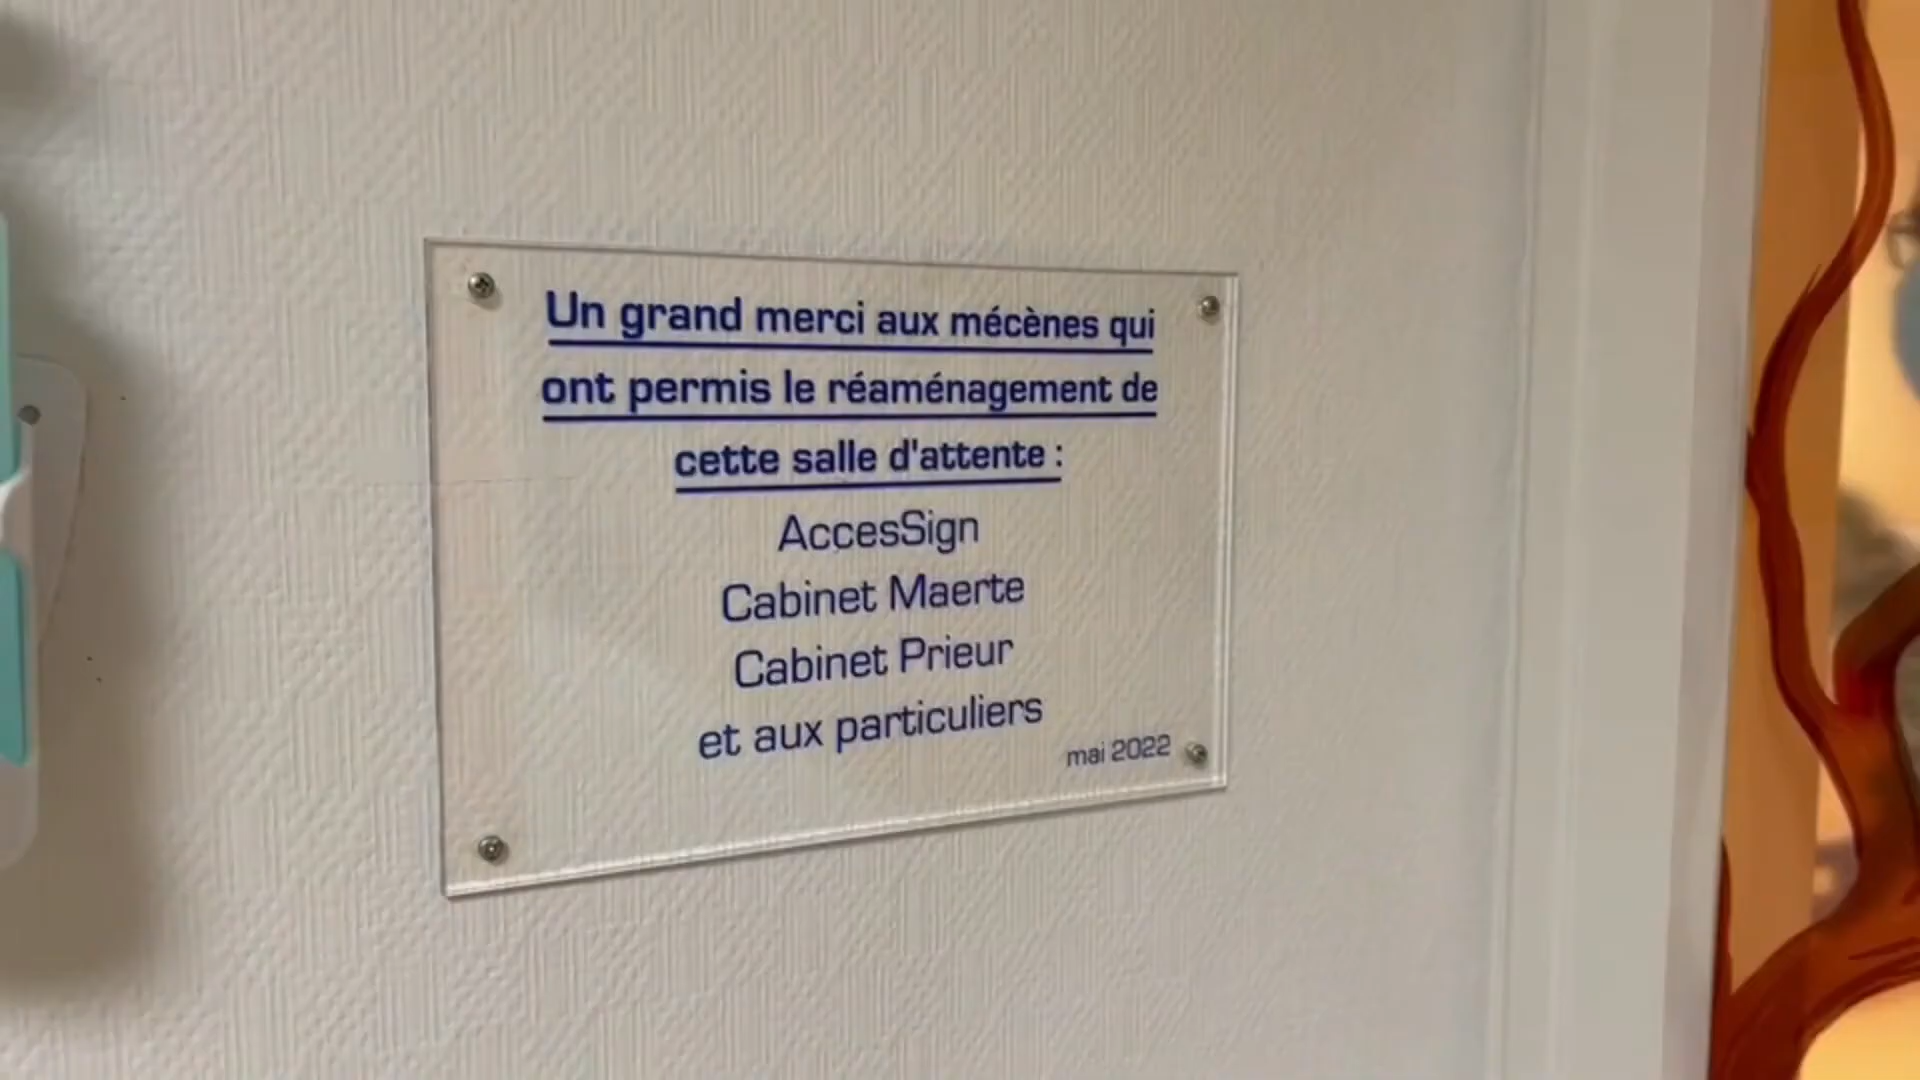 Un grand merci aux mécènes qui
ont permis le réaménagement de
cette salle d'attente :
AccesSign
Cabinet Maerte
Cabinet Prieur
et aux particuliers
mai 2022